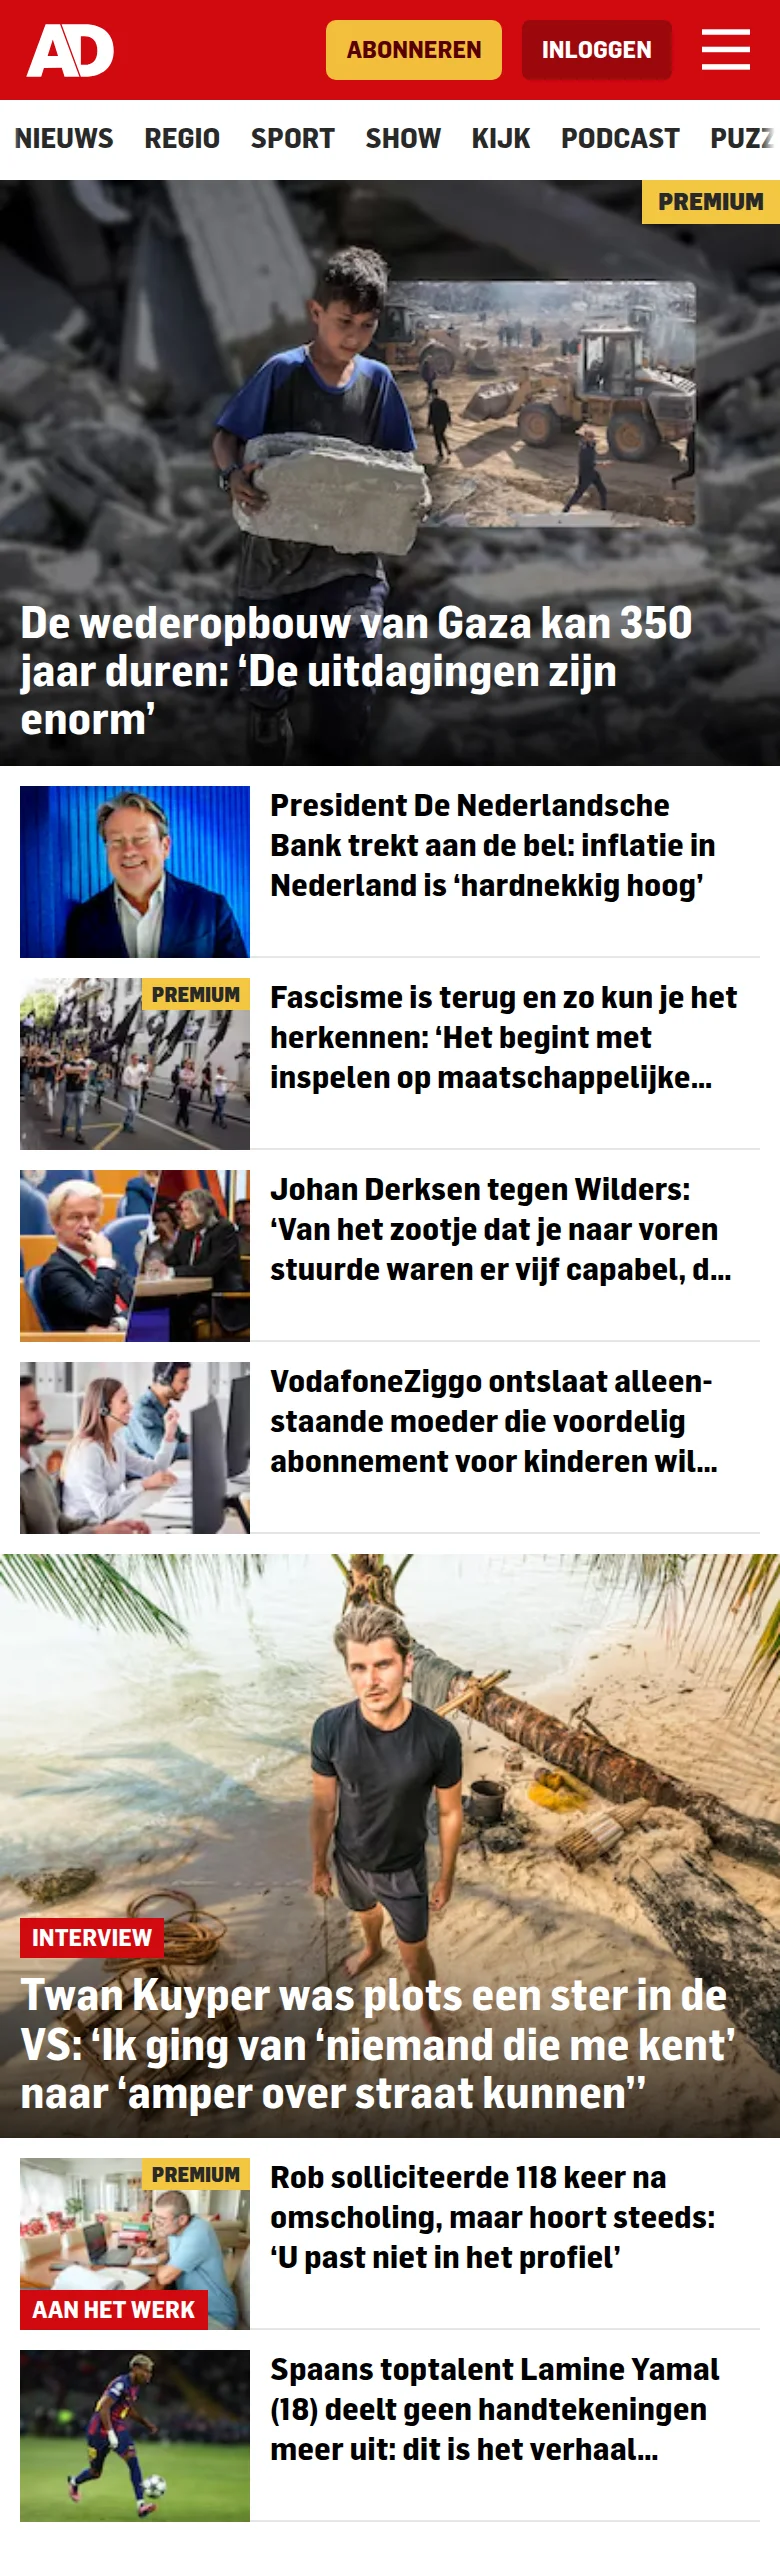 AD
ABONNEREN
INLOGGEN
NIEUWS REGIO SPORT SHOW KIJK PODCAST PUZZ
PREMIUM
De wederopbouw van Gaza kan 350
jaar duren: ‘De uitdagingen zijn
enorm’
President De Nederlandsche
Bank trekt aan de bel: inflatie in
Nederland is ‘hardnekkig hoog’
PREMIUM
Fascisme is terug en zo kun je het
herkennen: ‘Het begint met
inspelen op maatschappelijke...
Johan Derksen tegen Wilders:
‘Van het zootje dat je naar voren
stuurde waren er vijf capabel, d...
VodafoneZiggo ontslaat alleen-
staande moeder die voordelig
abonnement voor kinderen wil...
INTERVIEW
Twan Kuyper was plots een ster in de
VS: ‘Ik ging van ‘niemand die me kent’
naar ‘amper over straat kunnen’’
PREMIUM
AAN HET WERK
Rob solliciteerde 118 keer na
omscholing, maar hoort steeds:
‘U past niet in het profiel’
Spaans toptalent Lamine Yamal
(18) deelt geen handtekeningen
meer uit: dit is het verhaal...